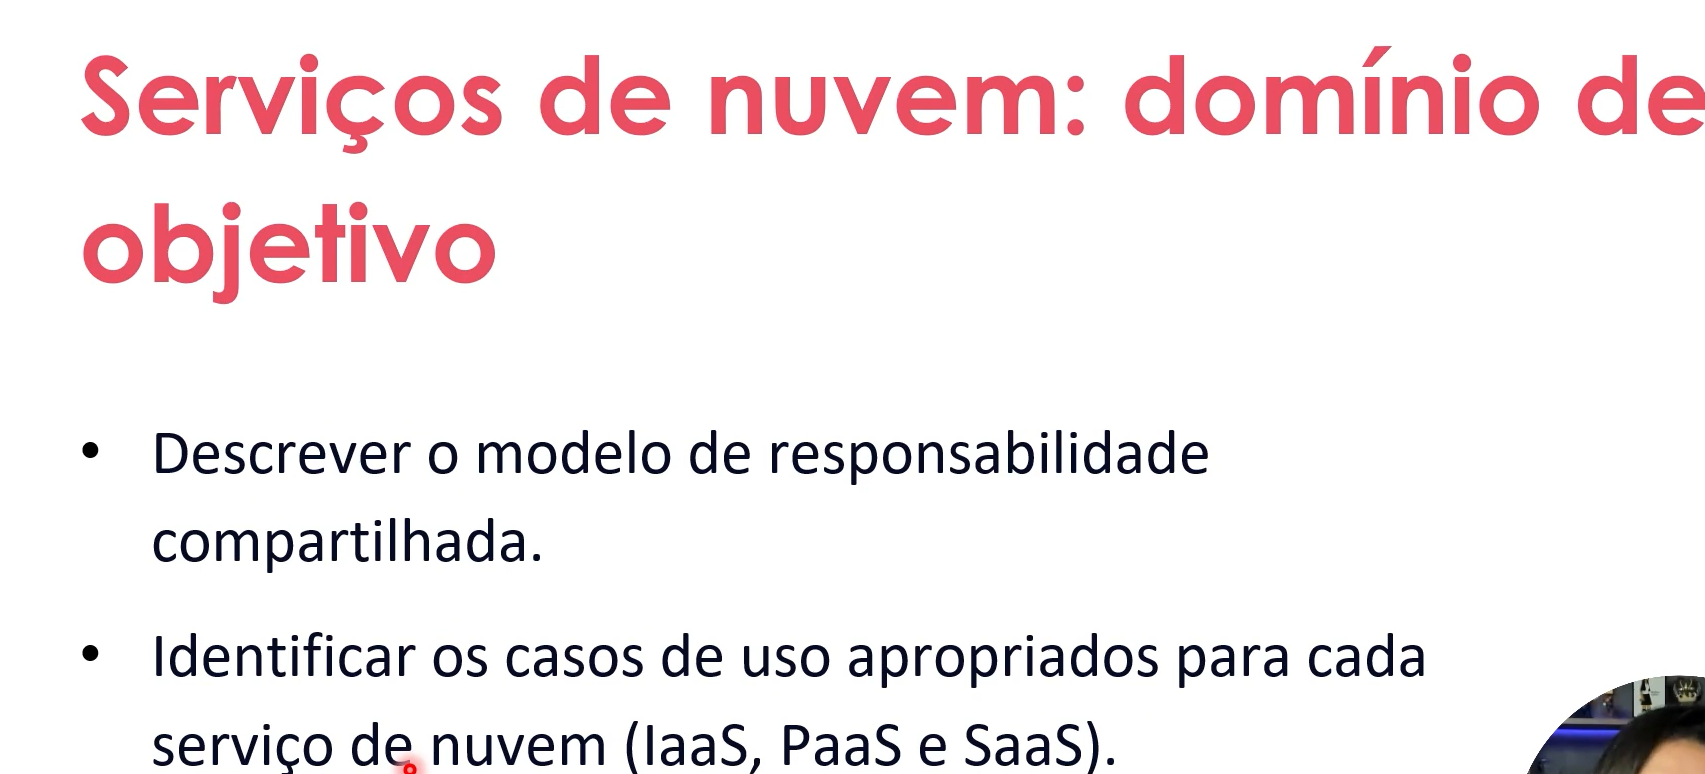 Serviços de nuvem: domínio de
objetivo
• Descrever o modelo de responsabilidade
compartilhada.
• Identificar os casos de uso apropriados para cada
serviço de nuvem (IaaS, PaaS e SaaS).